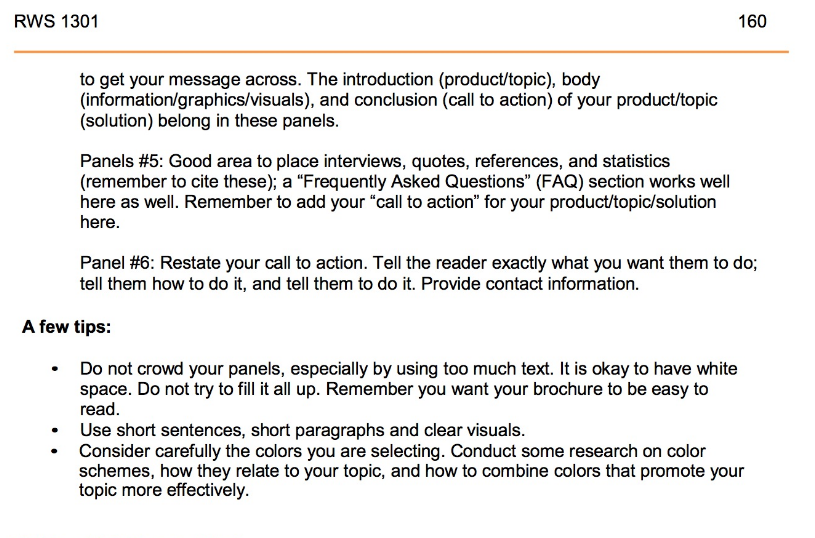 RWS 1301 160
to get your message across. The introduction (product/topic), body
(information/graphics/visuals), and conclusion (call to action) of your product/topic
(solution) belong in these panels.
Panels #5: Good area to place interviews, quotes, references, and statistics
(remember to cite these); a “Frequently Asked Questions” (FAQ) section works well
here as well. Remember to add your “call to action” for your product/topic/solution
here.
Panel #6: Restate your call to action. Tell the reader exactly what you want them to do;
tell them how to do it, and tell them to do it. Provide contact information.
A few tips:
• Do not crowd your panels, especially by using too much text. It is okay to have white
space. Do not try to fill it all up. Remember you want your brochure to be easy to
read.
• Use short sentences, short paragraphs and clear visuals.
• Consider carefully the colors you are selecting. Conduct some research on color
schemes, how they relate to your topic, and how to combine colors that promote your
topic more effectively.